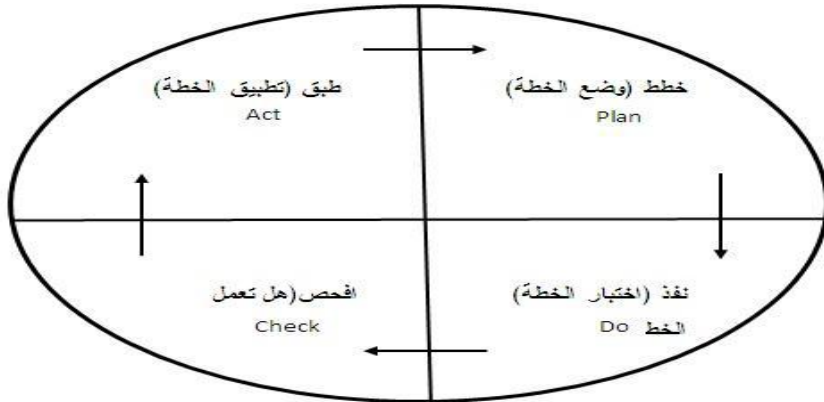 خطط (وضع الخطة)
Plan
طبق (تطبيق الخطة)
Act
نفذ (اختبار الخطة)
الخط Do
افحص(هل تعمل
Check